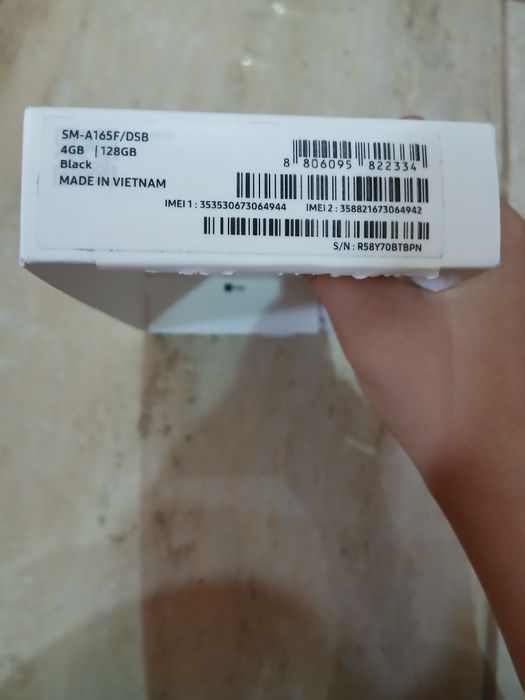 SM-A165F/DSB
4GB | 128GB
Black
MADE IN VIETNAM
8 806095 822334
IMEI 1 : 353530673064944 IMEI 2 : 358821673064942
S/N : R58Y70BTBPN